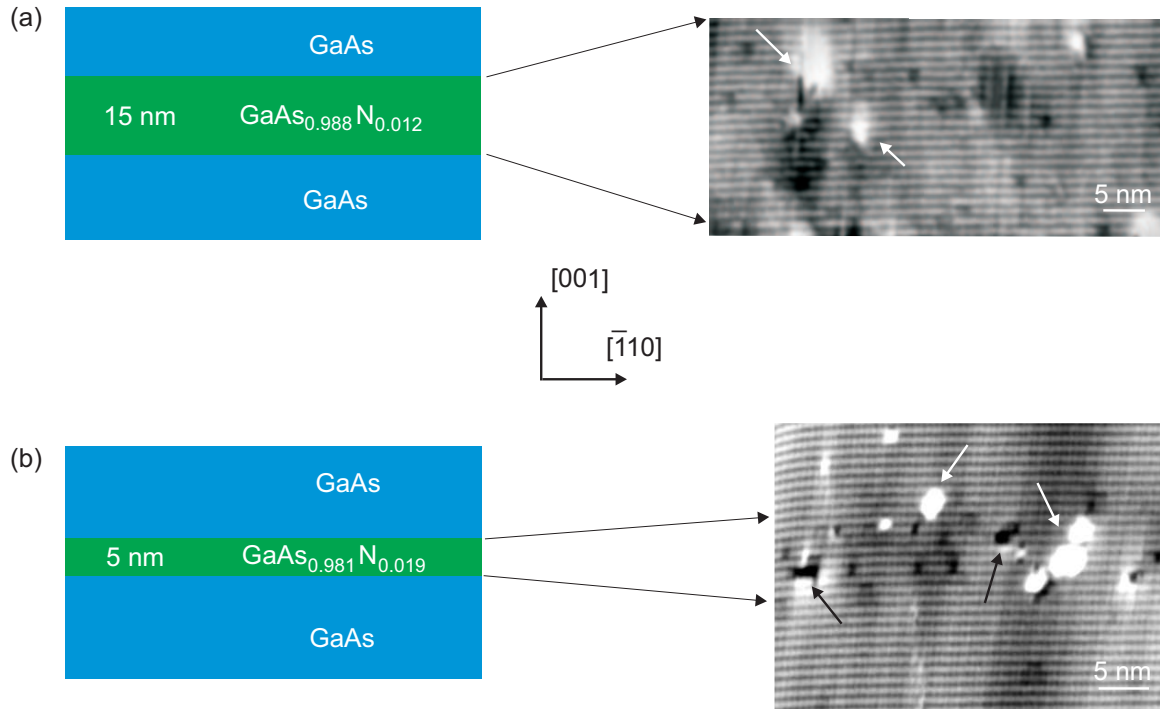 (a)
GaAs
15 nm GaAs₀.₉₈₈N₀.₀₁₂
GaAs
5 nm
[001]
[1̄10]
(b)
GaAs
5 nm GaAs₀.₉₈₁N₀.₀₁₉
GaAs
5 nm